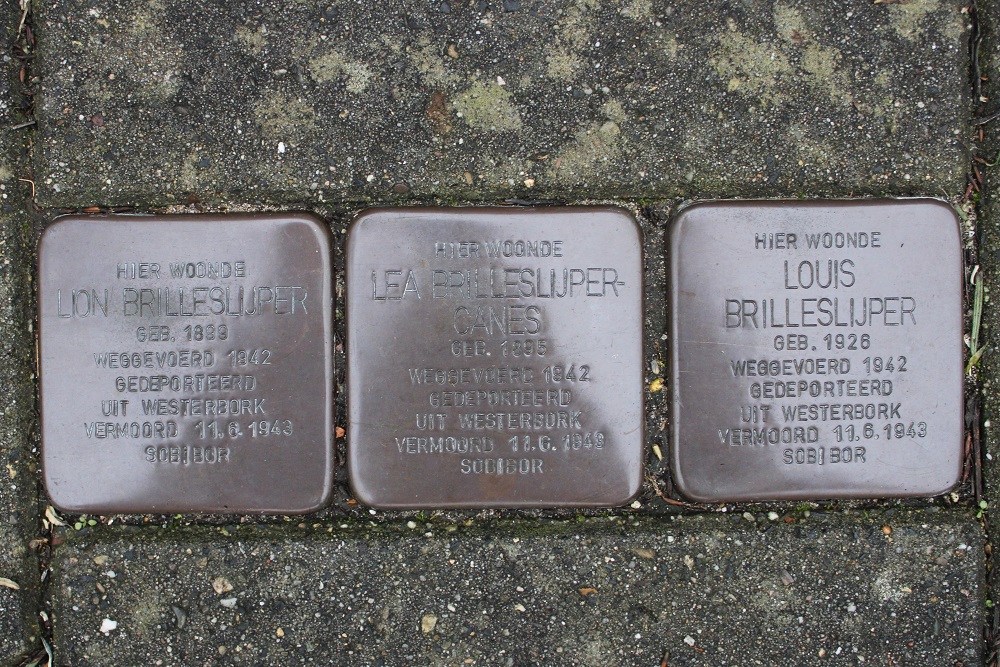 HIER WOONDE
LION BRILLESLIJPER
GEB. 1899
WEGGEVOERD 1942
GEDEPORTEERD
UIT WESTERBORK
VERMOORD 11.6.1943
SOBIBOR
HIER WOONDE
LEA BRILLESLIJPER-
CANES
GEB. 1895
WEGGEVOERD 1942
GEDEPORTEERD
UIT WESTERBORK
VERMOORD 11.6.1943
SOBIBOR
HIER WOONDE
LOUIS
BRILLESLIJPER
GEB. 1926
WEGGEVOERD 1942
GEDEPORTEERD
UIT WESTERBORK
VERMOORD 11.6.1943
SOBIBOR